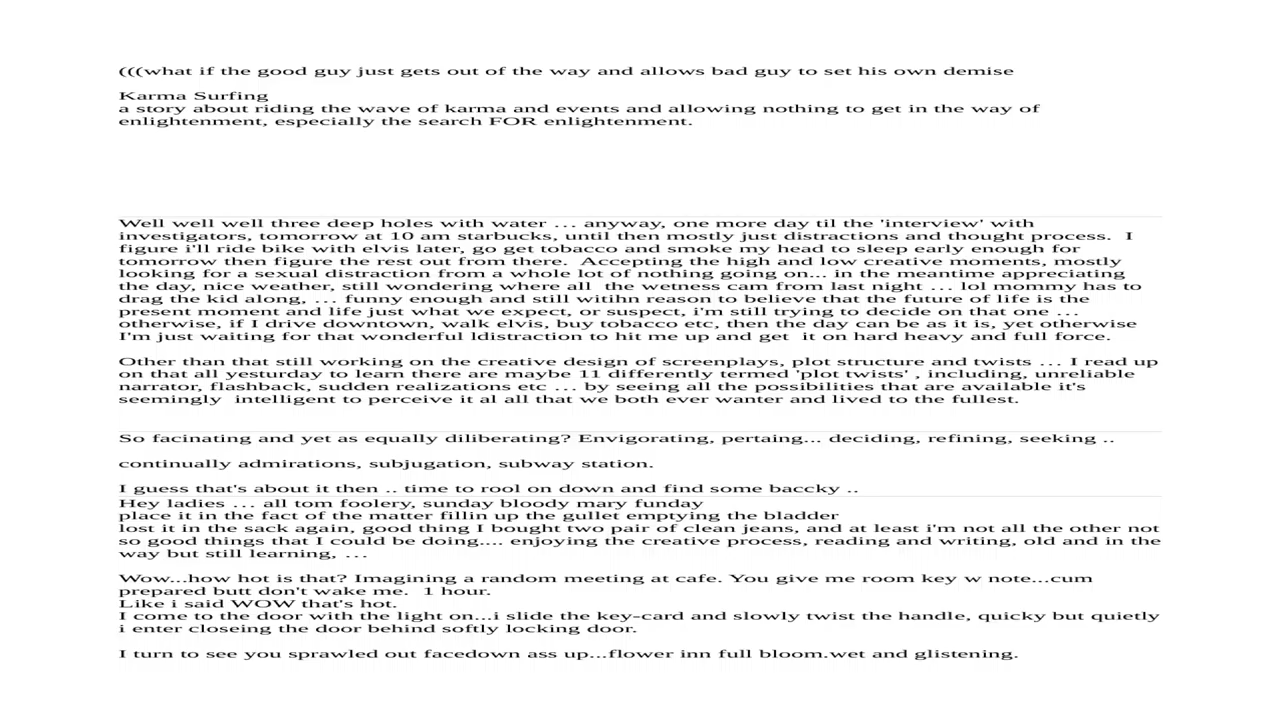 (((what if the good guy just gets out of the way and allows bad guy to set his own demise
Karma Surfing
a story about riding the wave of karma and events and allowing nothing to get in the way of
enlightenment, especially the search FOR enlightenment.
Well well well three deep holes with water … anyway, one more day til the 'interview' with
investigators, tomorrow at 10 am starbucks, until then mostly just distractions and thought process.  I
figure i'll ride bike with elvis later, go get tobacco and smoke my head to sleep early enough for
tomorrow then figure the rest out from there.  Accepting the high and low creative moments, mostly
looking for a sexual distraction from a whole lot of nothing going on... in the meantime appreciating
the day, nice weather, still wondering where all  the wetness cam from last night … lol mommy has to
drag the kid along, … funny enough and still witihn reason to believe that the future of life is the
present moment and life just what we expect, or suspect, i'm still trying to decide on that one …
otherwise, if I drive downtown, walk elvis, buy tobacco etc, then the day can be as it is, yet otherwise
I'm just waiting for that wonderful ldistraction to hit me up and get  it on hard heavy and full force.
Other than that still working on the creative design of screenplays, plot structure and twists … I read up
on that all yesturday to learn there are maybe 11 differently termed 'plot twists' , including, unreliable
narrator, flashback, sudden realizations etc … by seeing all the possibilities that are available it's
seemingly  intelligent to perceive it al all that we both ever wanter and lived to the fullest.
So facinating and yet as equally diliberating? Envigorating, pertaing... deciding, refining, seeking ..
continually admirations, subjugation, subway station.
I guess that's about it then .. time to rool on down and find some baccky ..
Hey ladies … all tom foolery, sunday bloody mary funday
place it in the fact of the matter fillin up the gullet emptying the bladder
lost it in the sack again, good thing I bought two pair of clean jeans, and at least i'm not all the other not
so good things that I could be doing.... enjoying the creative process, reading and writing, old and in the
way but still learning, …
Wow...how hot is that? Imagining a random meeting at cafe. You give me room key w note...cum
prepared butt don't wake me.  1 hour.
Like i said WOW that's hot.
I come to the door with the light on...i slide the key-card and slowly twist the handle, quicky but quietly
i enter closeing the door behind softly locking door.
I turn to see you sprawled out facedown ass up...flower inn full bloom.wet and glistening.